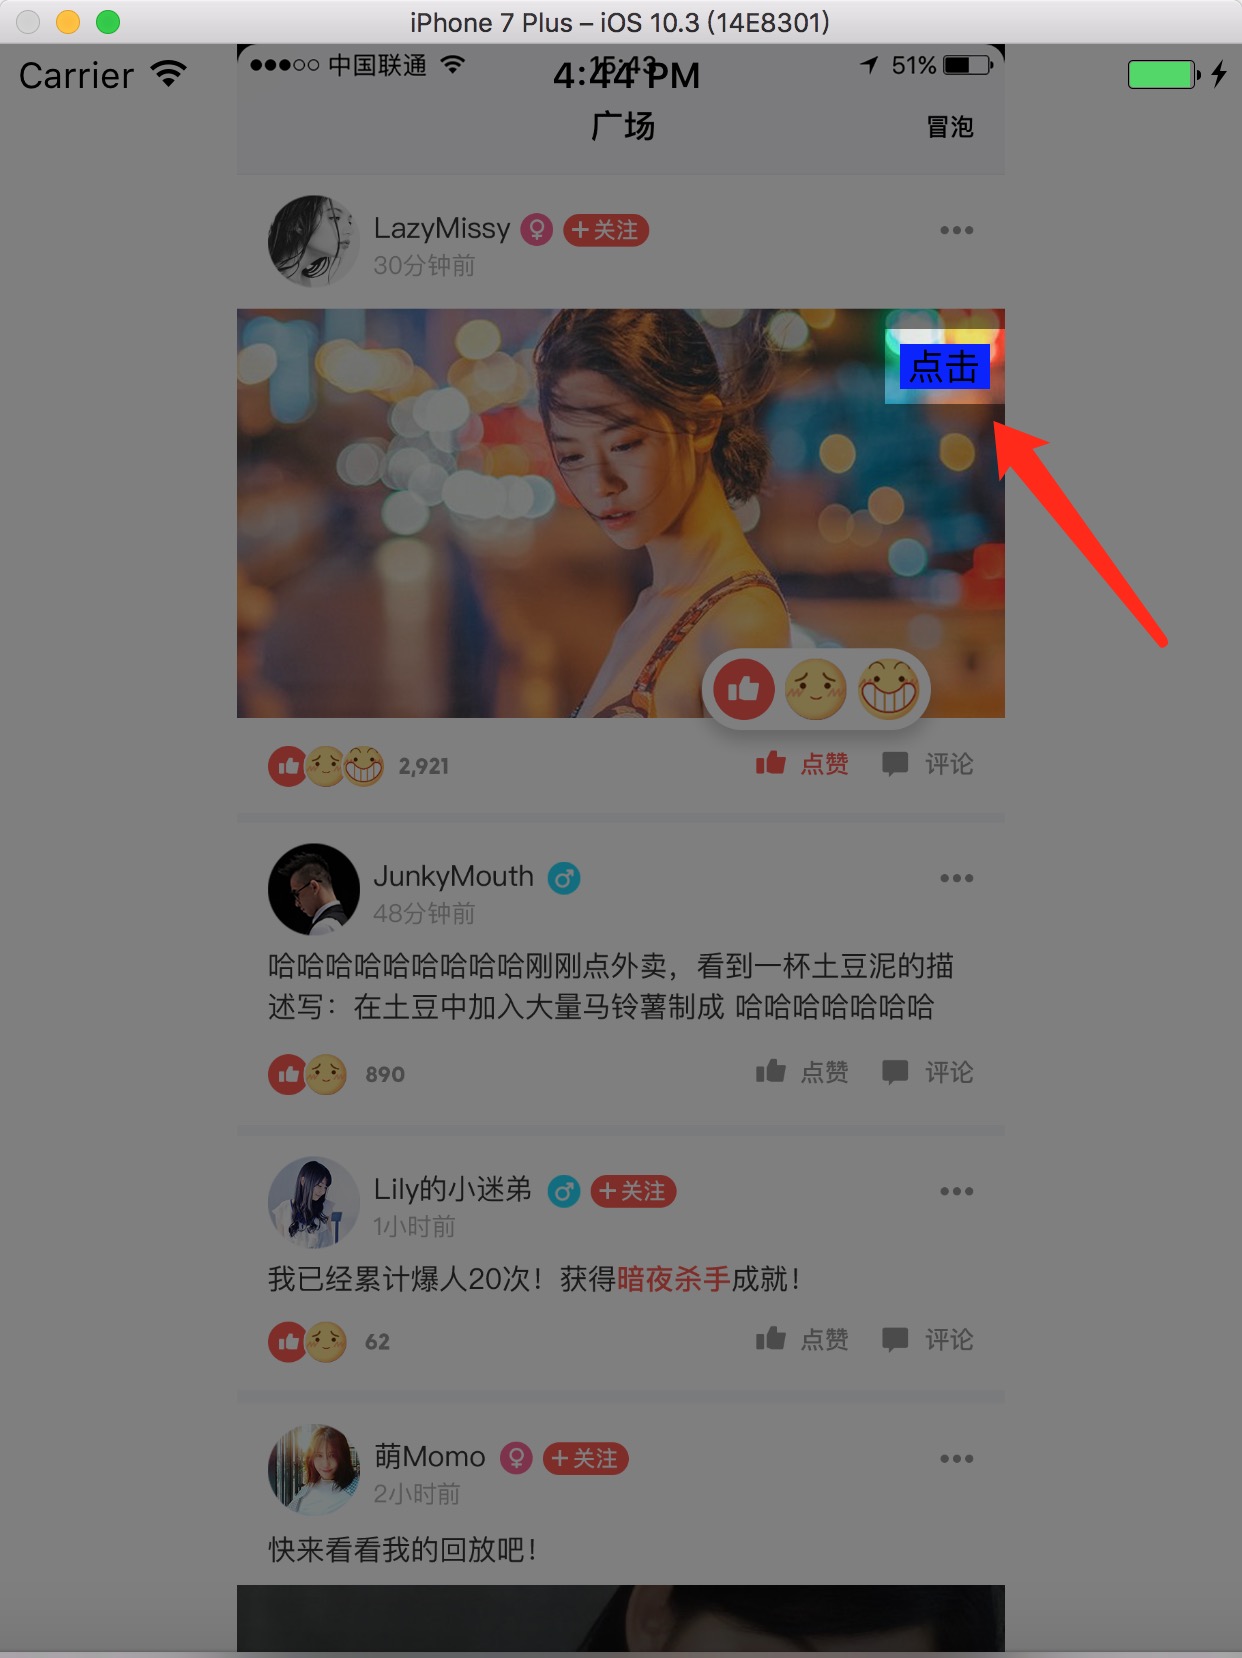 iPhone 7 Plus – iOS 10.3 (14E8301)
Carrier
中国联通
15:43
4:44 PM
51%
广场
冒泡
LazyMissy
+关注
30分钟前
点击
2,921
点赞
评论
JunkyMouth
48分钟前
哈哈哈哈哈哈哈哈哈刚刚点外卖，看到一杯土豆泥的描
述写：在土豆中加入大量马铃薯制成 哈哈哈哈哈哈哈
890
点赞
评论
Lily的小迷弟
+关注
1小时前
我已经累计爆人20次！获得暗夜杀手成就！
62
点赞
评论
萌Momo
+关注
2小时前
快来看看我的回放吧！